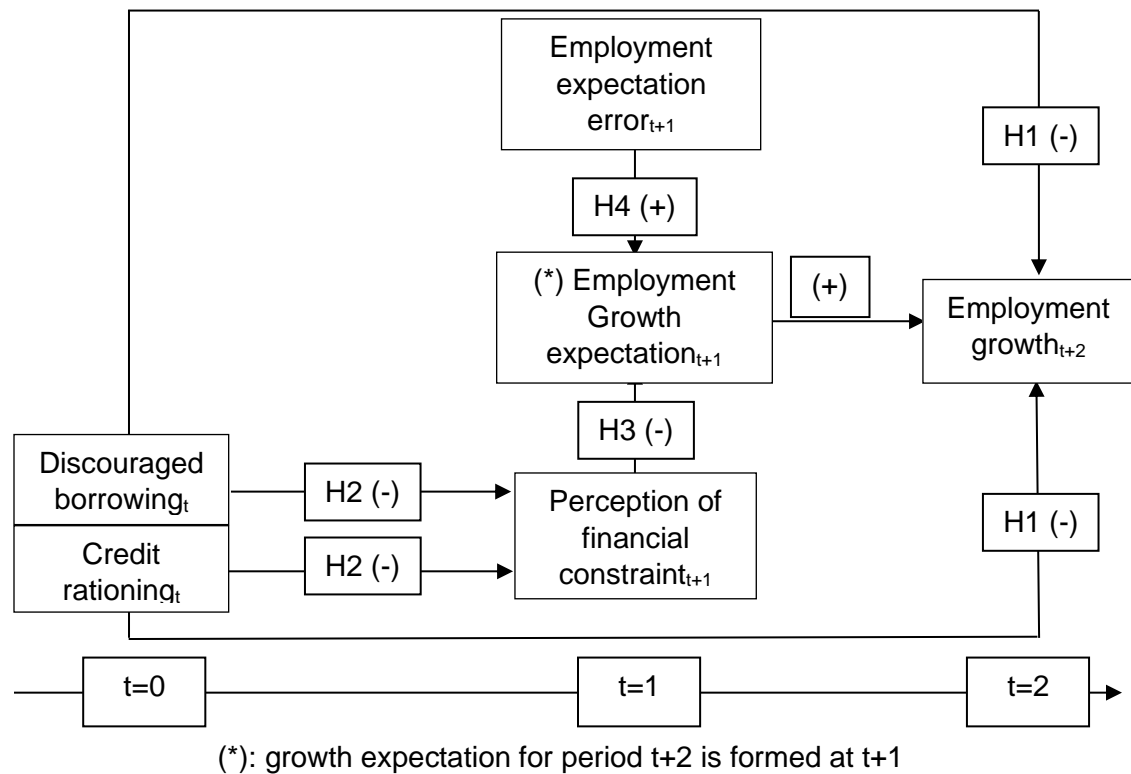 Employment
expectation
error_t+1
H1 (-)
H4 (+)
(*) Employment
Growth
expectation_t+1
(+)
Employment
growth_t+2
H3 (-)
Discouraged
borrowing_t
H2 (-)
Perception of
financial
constraint_t+1
H1 (-)
Credit
rationing_t
H2 (-)
t=0
t=1
t=2
(*): growth expectation for period t+2 is formed at t+1